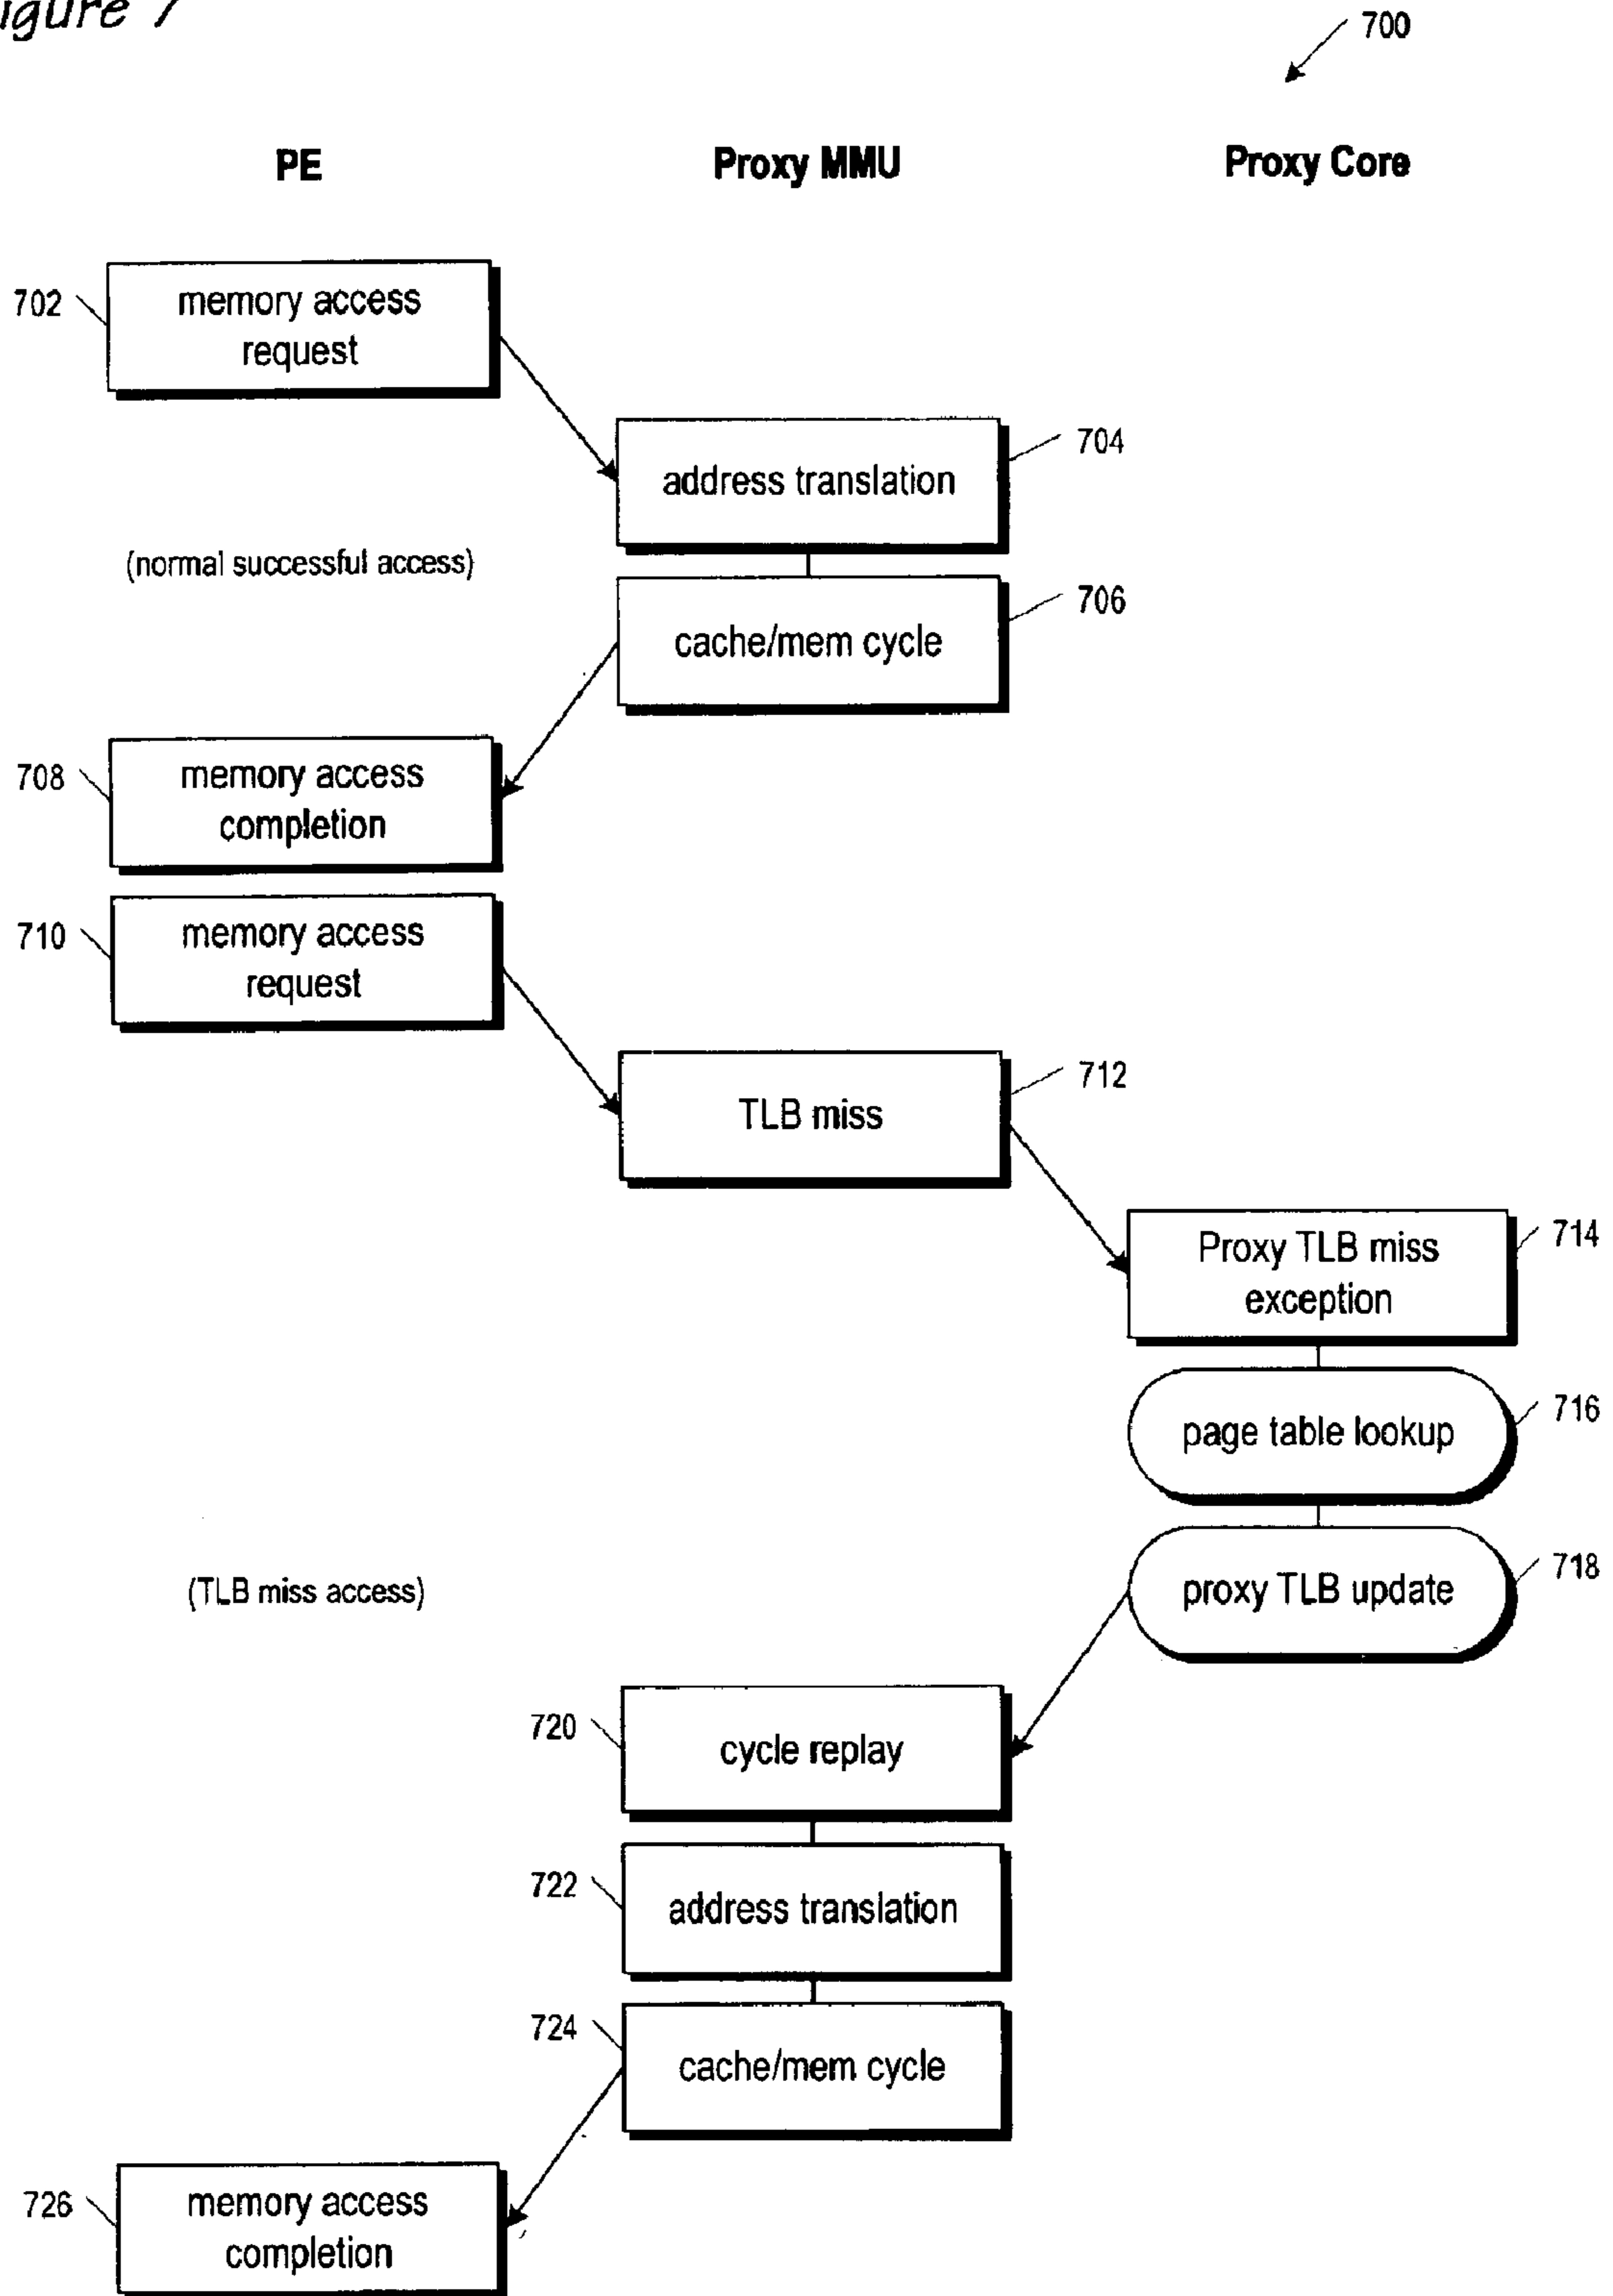 igure 7
700
PE
Proxy MMU
Proxy Core
702
memory access
request
704
address translation
(normal successful access)
706
cache/mem cycle
708
memory access
completion
710
memory access
request
712
TLB miss
714
Proxy TLB miss
exception
716
page table lookup
718
proxy TLB update
(TLB miss access)
720
cycle replay
722
address translation
724
cache/mem cycle
726
memory access
completion